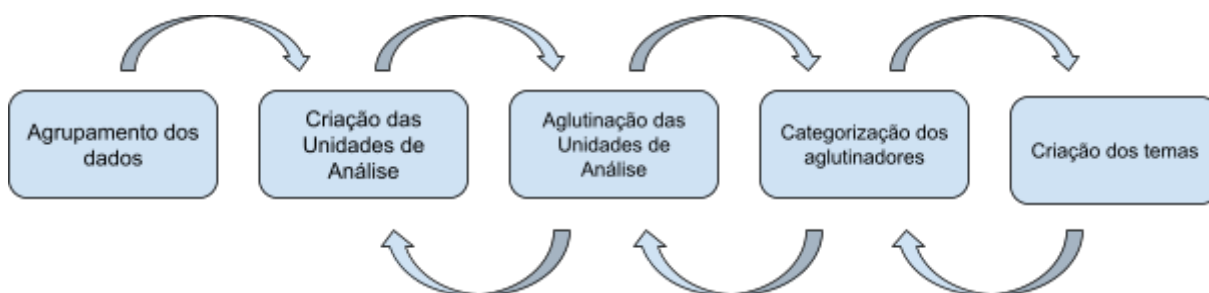 Agrupamento dos
dados
Criação das
Unidades de
Análise
Aglutinação das
Unidades de
Análise
Categorização dos
aglutinadores
Criação dos temas